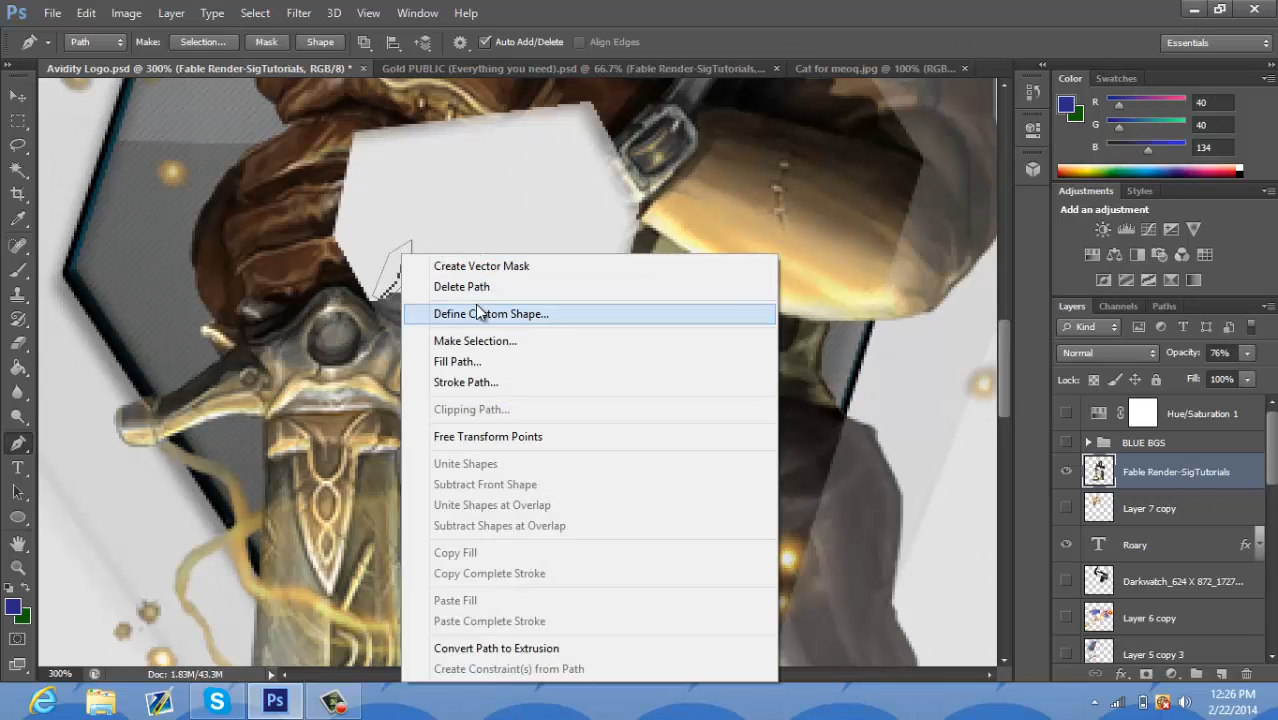 Ps File Edit Image Layer Type Select Filter 3D View Window Help
Path Make: Selection... Mask Shape Auto Add/Delete Align Edges Essentials
Avidity Logo.psd @ 300% (Fable Render-SigTutorials, RGB/8) * × Gold PUBLIC (Everything you need).psd @ 66.7% (Fable Render-SigTutorials,... × Cat for meoq.jpg @ 100% (RGB... ×
Color Swatches
R 40
G 40
B 134
Adjustments Styles
Add an adjustment
Layers Channels Paths
Kind
Normal Opacity: 76%
Lock: Fill: 100%
Hue/Saturation 1
BLUE BGS
Fable Render-SigTutorials
Layer 7 copy
T Roary fx
Darkwatch_624 X 872_1727...
Layer 6 copy
Layer 5 copy 3
Create Vector Mask
Delete Path
Define Custom Shape...
Make Selection...
Fill Path...
Stroke Path...
Clipping Path...
Free Transform Points
Unite Shapes
Subtract Front Shape
Unite Shapes at Overlap
Subtract Shapes at Overlap
Copy Fill
Copy Complete Stroke
Paste Fill
Paste Complete Stroke
Convert Path to Extrusion
Create Constraint(s) from Path
300% Doc: 1.83M/43.3M
fx
Ps
12:26 PM
2/22/2014